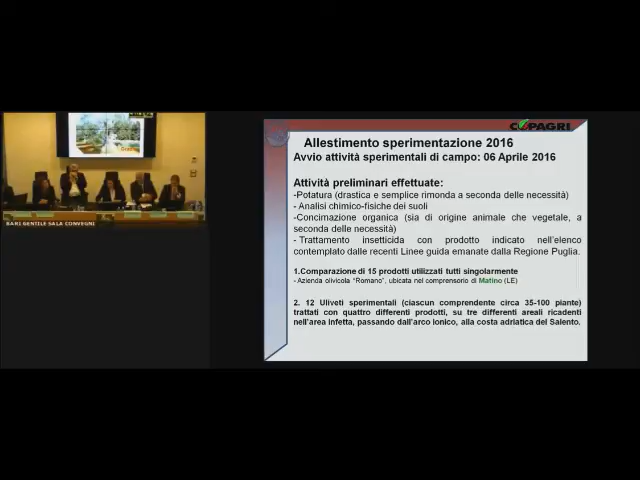 COPAGRI
Allestimento sperimentazione 2016
Avvio attività sperimentali di campo: 06 Aprile 2016
Attività preliminari effettuate:
-Potatura (drastica e semplice rimonda a seconda delle necessità)
- Analisi chimico-fisiche dei suoli
-Concimazione organica (sia di origine animale che vegetale, a
seconda delle necessità)
- Trattamento insetticida con prodotto indicato nell'elenco
contemplato dalle recenti Linee guida emanate dalla Regione Puglia.
1.Comparazione di 15 prodotti utilizzati tutti singolarmente
- Azienda olivicola "Romano", ubicata nel comprensorio di Matino (LE)
2. 12 Uliveti sperimentali (ciascun comprendente circa 35-100 piante)
trattati con quattro differenti prodotti, su tre differenti areali ricadenti
nell'area infetta, passando dall'arco ionico, alla costa adriatica del Salento.
BARI GENTILE SALA CONVEGNI